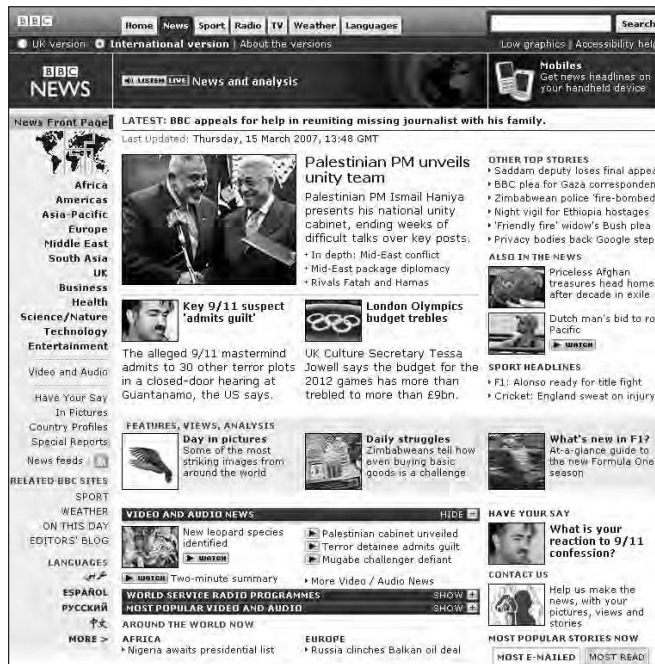 BBC
Home News Sport Radio TV Weather Languages
Search
UK version International version | About the versions
Low graphics | Accessibility help
BBC
NEWS
LISTEN LIVE News and analysis
Mobiles
Get news headlines on
your handheld device
News Front Page
Africa
Americas
Asia-Pacific
Europe
Middle East
South Asia
UK
Business
Health
Science/Nature
Technology
Entertainment
Video and Audio
Have Your Say
In Pictures
Country Profiles
Special Reports
News feeds
RELATED BBC SITES
SPORT
WEATHER
ON THIS DAY
EDITORS' BLOG
LANGUAGES
عربي
ESPAÑOL
РУССКИЙ
中文
MORE >
LATEST: BBC appeals for help in reuniting missing journalist with his family.
Last Updated: Thursday, 15 March 2007, 13:48 GMT
Palestinian PM unveils
unity team
Palestinian PM Ismail Haniya
presents his national unity
cabinet, ending weeks of
difficult talks over key posts.
In depth: Mid-East conflict
Mid-East package diplomacy
Rivals Fatah and Hamas
Key 9/11 suspect
'admits guilt'
The alleged 9/11 mastermind
admits to 30 other terror plots
in a closed-door hearing at
Guantanamo, the US says.
London Olympics
budget trebles
UK Culture Secretary Tessa
Jowell says the budget for the
2012 games has more than
trebled to more than £9bn.
OTHER TOP STORIES
Saddam deputy loses final appea
BBC plea for Gaza corresponden
Zimbabwean police 'fire-bombed
Night vigil for Ethiopia hostages
'Friendly fire' widow's Bush plea
Privacy bodies back Google step
ALSO IN THE NEWS
Priceless Afghan
treasures head home
after decade in exile
Dutch man's bid to ro
Pacific
WATCH
SPORT HEADLINES
F1: Alonso ready for title fight
Cricket: England sweat on injury
FEATURES, VIEWS, ANALYSIS
Day in pictures
Some of the most
striking images from
around the world
Daily struggles
Zimbabweans tell how
even buying basic
goods is a challenge
What's new in F1?
At-a-glance guide to
the new Formula One
season
VIDEO AND AUDIO NEWS HIDE
New leopard species
identified
WATCH
WATCH Two-minute summary
Palestinian cabinet unveiled
Terror detainee admits guilt
Mugabe challenger defiant
More Video / Audio News
WORLD SERVICE RADIO PROGRAMMES SHOW
MOST POPULAR VIDEO AND AUDIO SHOW
AROUND THE WORLD NOW
AFRICA
Nigeria awaits presidential list
EUROPE
Russia clinches Balkan oil deal
HAVE YOUR SAY
What is your
reaction to 9/11
confession?
CONTACT US
Help us make the
news, with your
pictures, views and
stories
MOST POPULAR STORIES NOW
MOST E-MAILED MOST READ